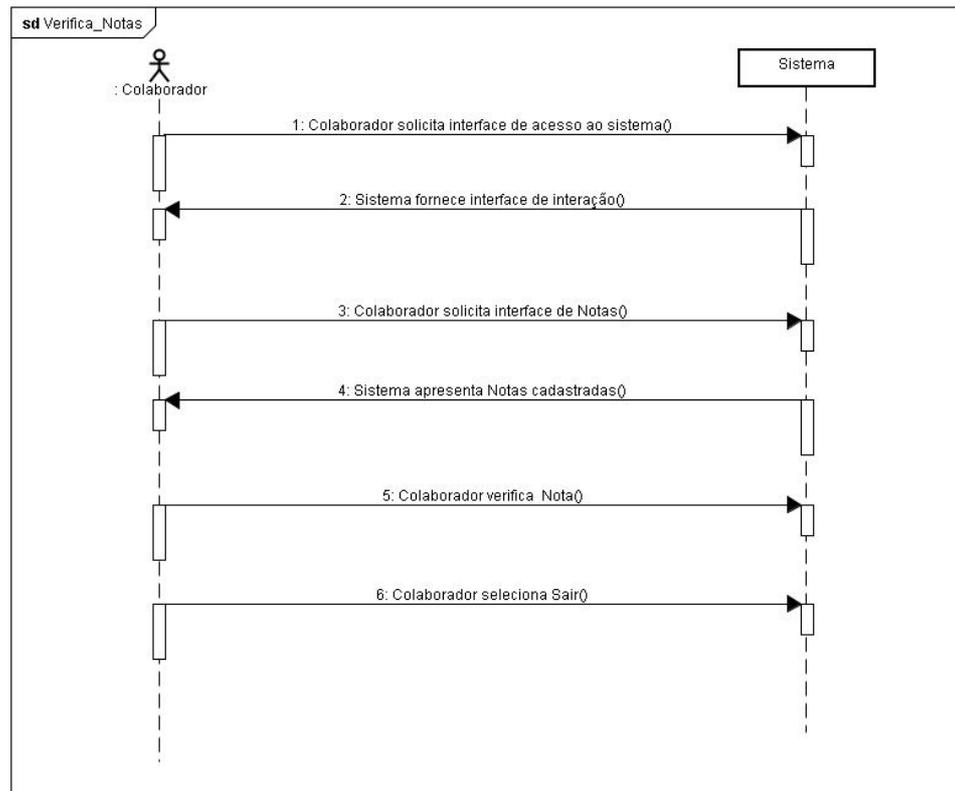 sd Verifica_Notas
: Colaborador
Sistema
1: Colaborador solicita interface de acesso ao sistema()
2: Sistema fornece interface de interação()
3: Colaborador solicita interface de Notas()
4: Sistema apresenta Notas cadastradas()
5: Colaborador verifica Nota()
6: Colaborador seleciona Sair()